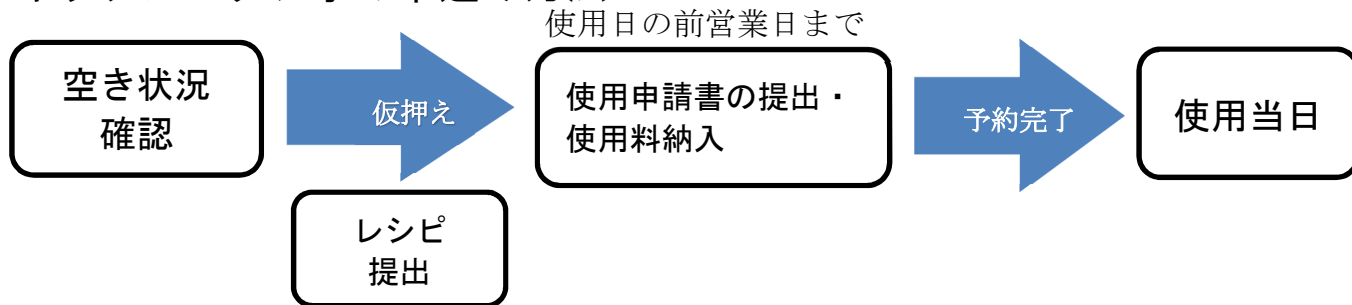 使用日の前営業日まで
空き状況
確認
仮押え
レシピ
提出
使用申請書の提出・
使用料納入
予約完了
使用当日